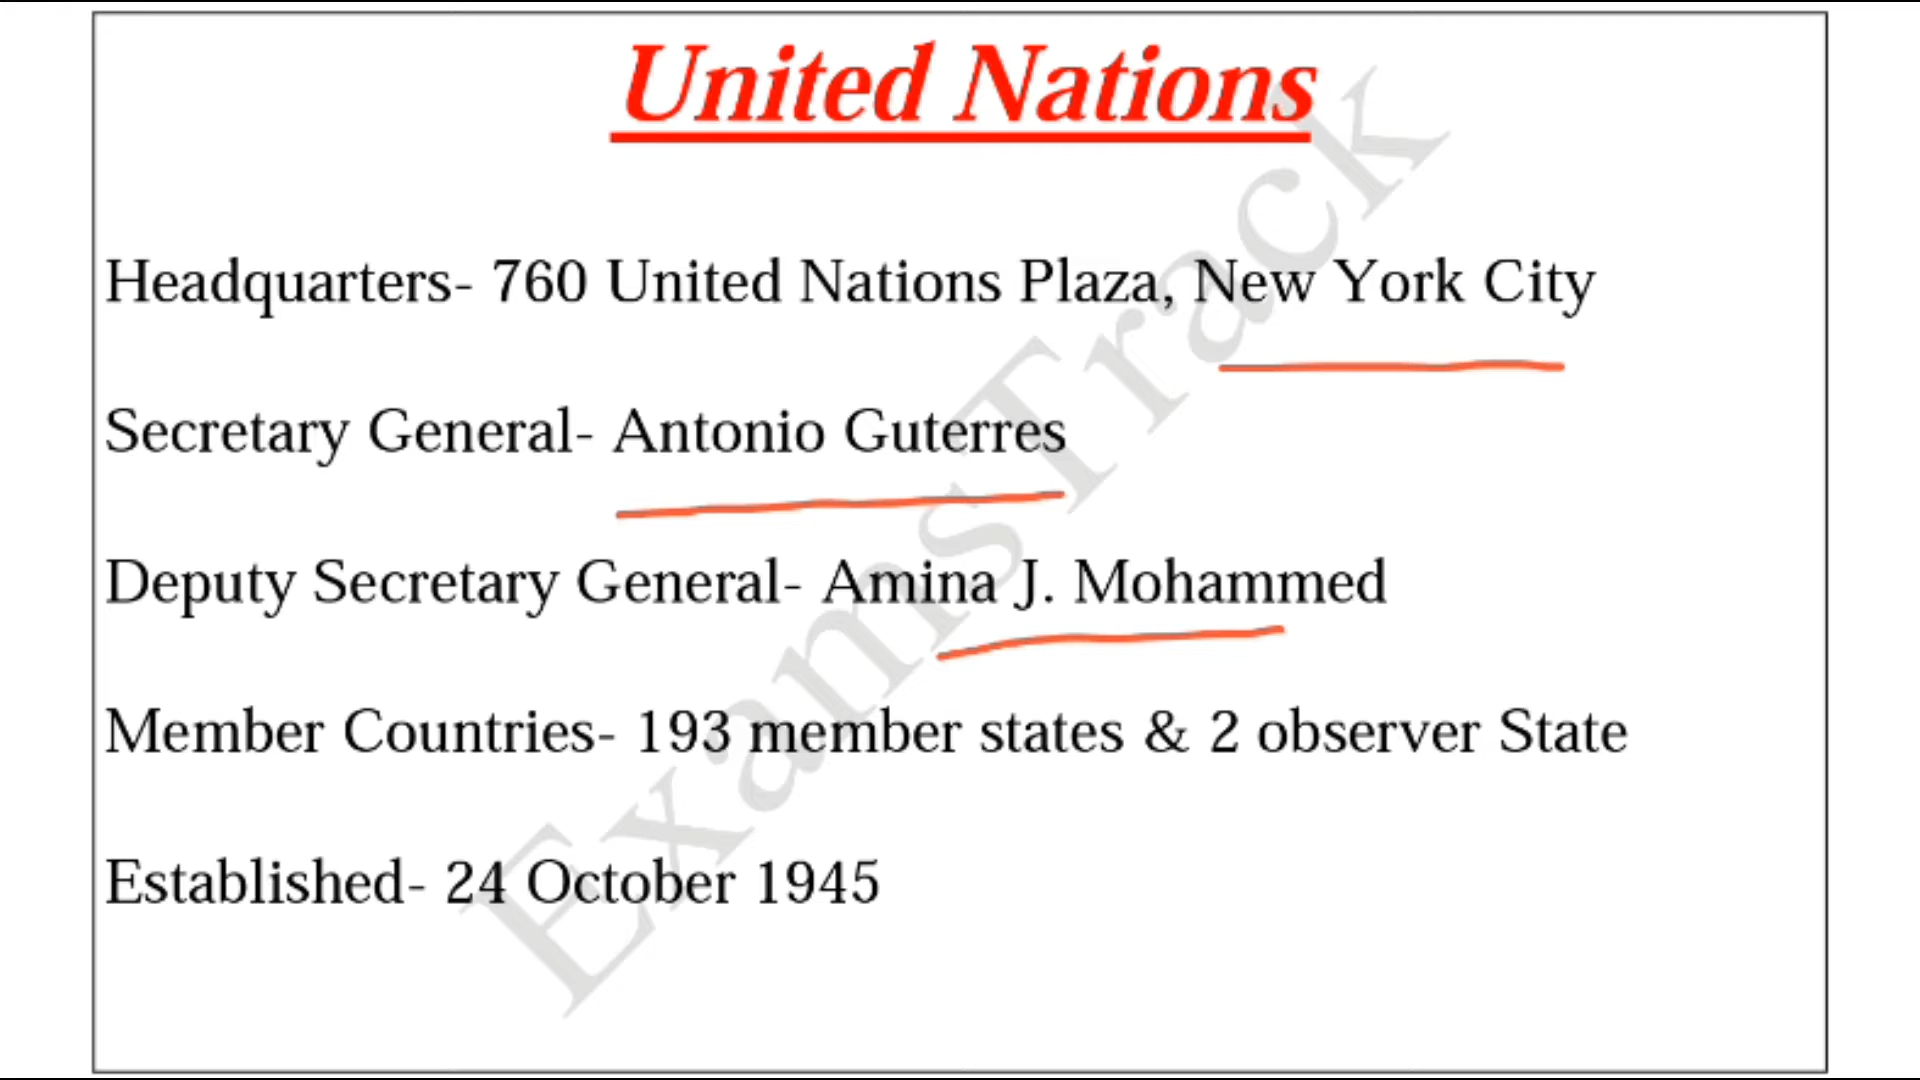 United Nations
Headquarters- 760 United Nations Plaza, New York City
Secretary General- Antonio Guterres
Deputy Secretary General- Amina J. Mohammed
Member Countries- 193 member states & 2 observer State
Established- 24 October 1945
ExamsTrack